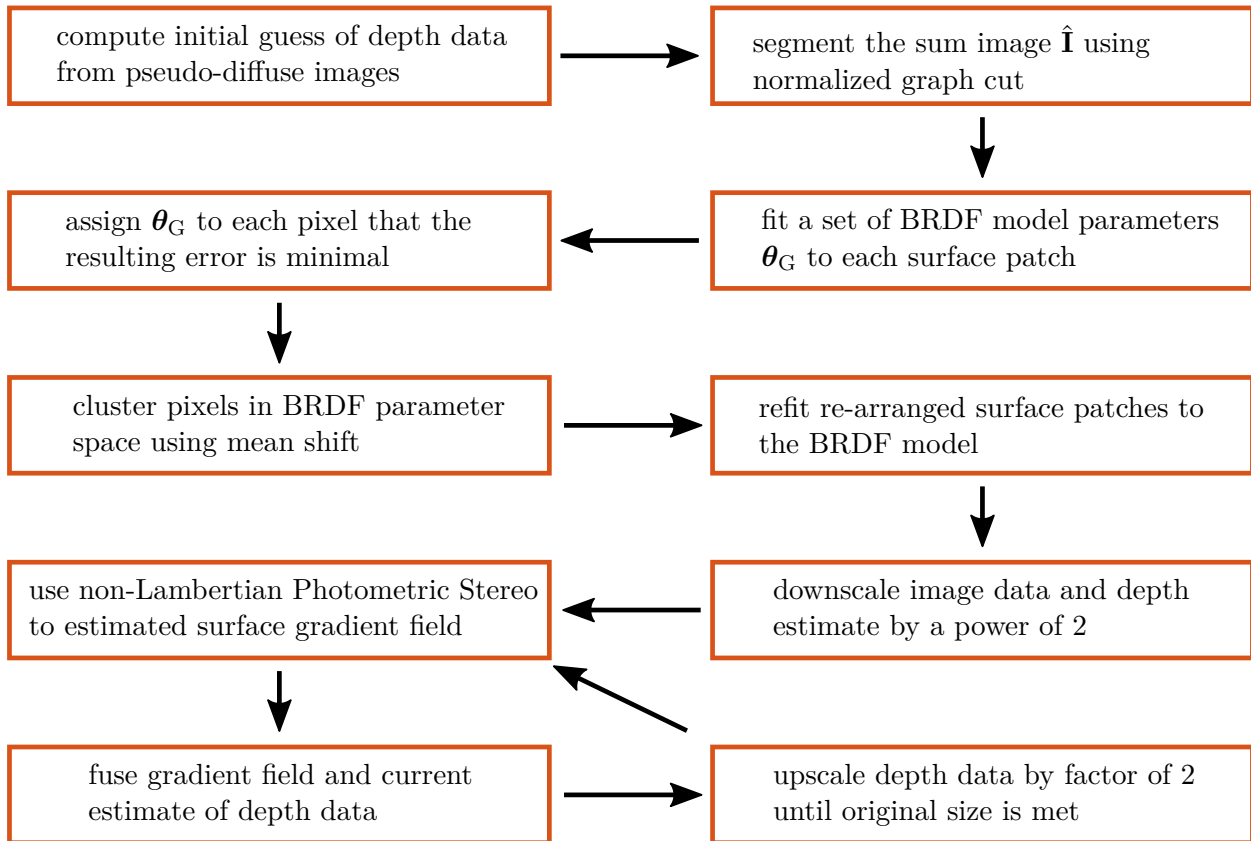 compute initial guess of depth data
from pseudo-diffuse images
segment the sum image Î using
normalized graph cut
assign θG to each pixel that the
resulting error is minimal
fit a set of BRDF model parameters
θG to each surface patch
cluster pixels in BRDF parameter
space using mean shift
refit re-arranged surface patches to
the BRDF model
use non-Lambertian Photometric Stereo
to estimated surface gradient field
downscale image data and depth
estimate by a power of 2
fuse gradient field and current
estimate of depth data
upscale depth data by factor of 2
until original size is met